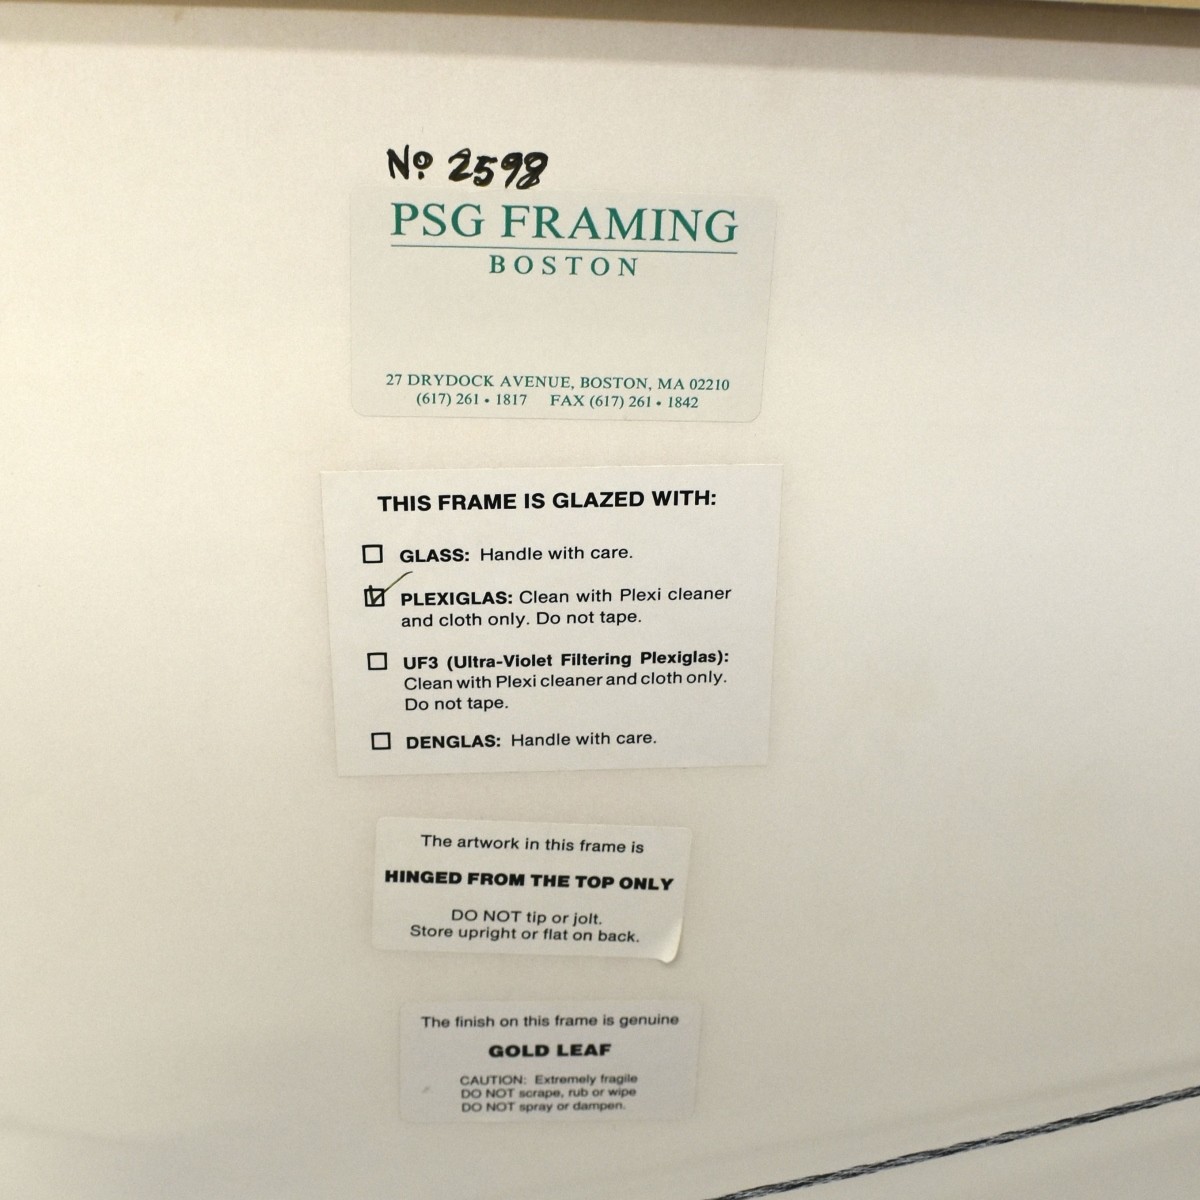 Nº 2598
PSG FRAMING
BOSTON
27 DRYDOCK AVENUE, BOSTON, MA 02210
(617) 261 • 1817 FAX (617) 261 • 1842
THIS FRAME IS GLAZED WITH:
GLASS: Handle with care.
PLEXIGLAS: Clean with Plexi cleaner
and cloth only. Do not tape.
UF3 (Ultra-Violet Filtering Plexiglas):
Clean with Plexi cleaner and cloth only.
Do not tape.
DENGLAS: Handle with care.
The artwork in this frame is
HINGED FROM THE TOP ONLY
DO NOT tip or jolt.
Store upright or flat on back.
The finish on this frame is genuine
GOLD LEAF
CAUTION: Extremely fragile
DO NOT scrape, rub or wipe
DO NOT spray or dampen.